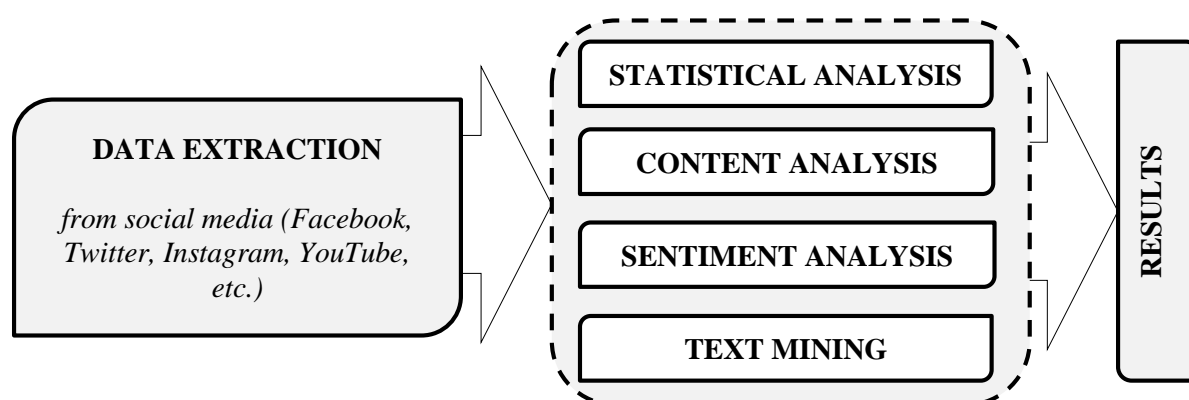 DATA EXTRACTION
from social media (Facebook,
Twitter, Instagram, YouTube,
etc.)
STATISTICAL ANALYSIS
CONTENT ANALYSIS
SENTIMENT ANALYSIS
TEXT MINING
RESULTS